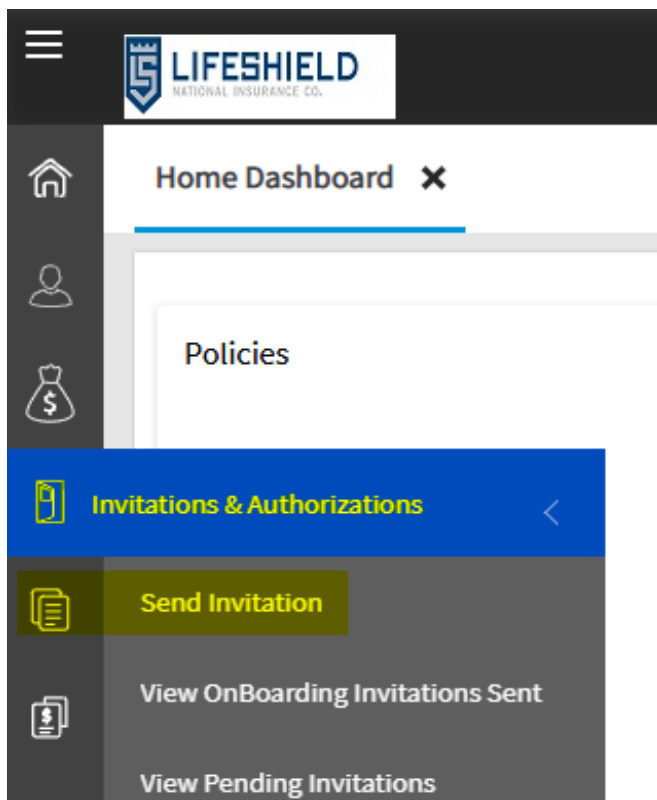 LIFESHIELD
NATIONAL INSURANCE CO.
Home Dashboard
Policies
Invitations & Authorizations
Send Invitation
View OnBoarding Invitations Sent
View Pending Invitations